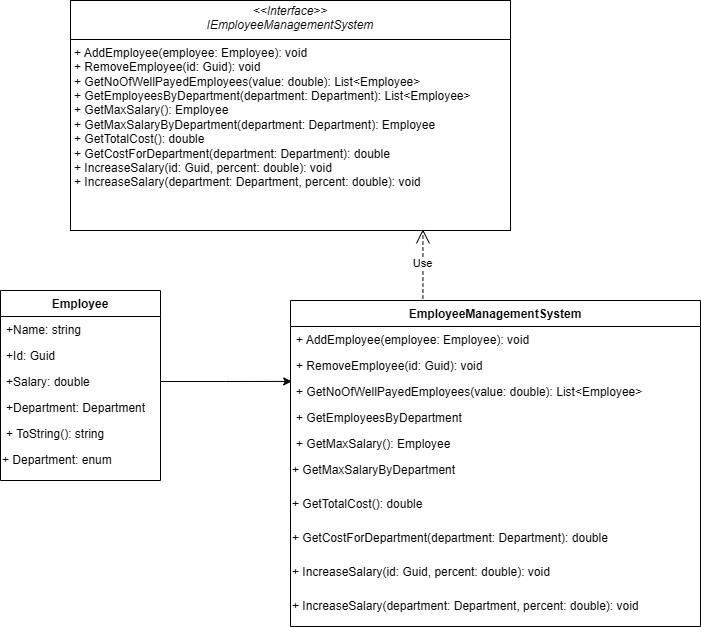 <<Interface>>
IEmployeeManagementSystem
+ AddEmployee(employee: Employee): void
+ RemoveEmployee(id: Guid): void
+ GetNoOfWellPayedEmployees(value: double): List<Employee>
+ GetEmployeesByDepartment(department: Department): List<Employee>
+ GetMaxSalary(): Employee
+ GetMaxSalaryByDepartment(department: Department): Employee
+ GetTotalCost(): double
+ GetCostForDepartment(department: Department): double
+ IncreaseSalary(id: Guid, percent: double): void
+ IncreaseSalary(department: Department, percent: double): void
Use
Employee
+Name: string
+Id: Guid
+Salary: double
+Department: Department
+ ToString(): string
+ Department: enum
EmployeeManagementSystem
+ AddEmployee(employee: Employee): void
+ RemoveEmployee(id: Guid): void
+ GetNoOfWellPayedEmployees(value: double): List<Employee>
+ GetEmployeesByDepartment
+ GetMaxSalary(): Employee
+ GetMaxSalaryByDepartment
+ GetTotalCost(): double
+ GetCostForDepartment(department: Department): double
+ IncreaseSalary(id: Guid, percent: double): void
+ IncreaseSalary(department: Department, percent: double): void